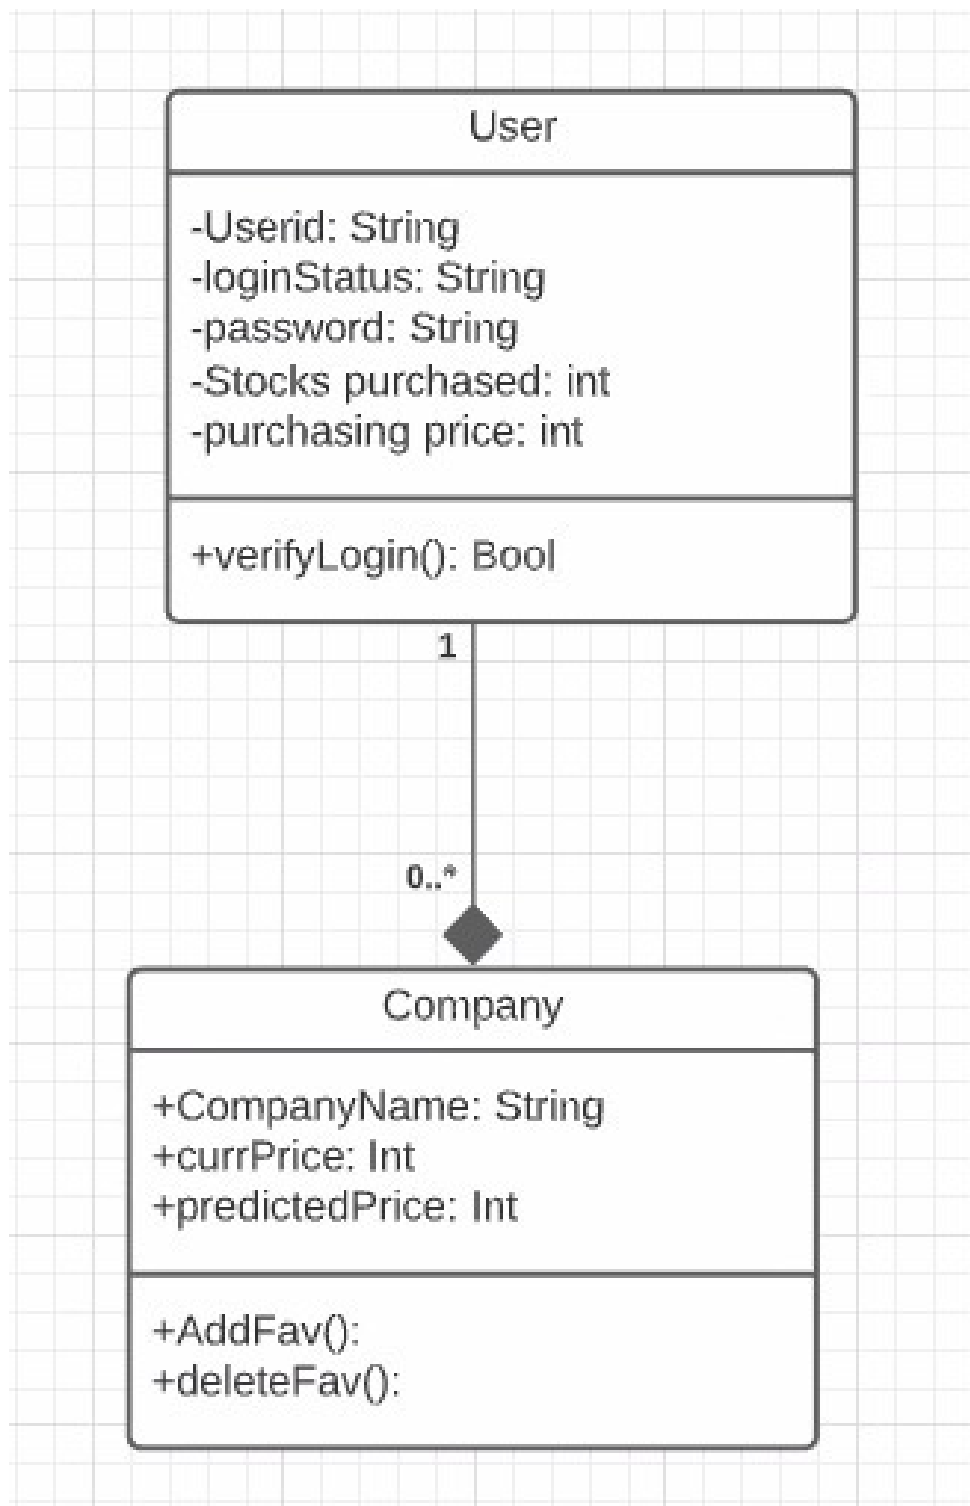 User
-Userid: String
-loginStatus: String
-password: String
-Stocks purchased: int
-purchasing price: int
+verifyLogin(): Bool
1
0..*
Company
+CompanyName: String
+currPrice: Int
+predictedPrice: Int
+AddFav():
+deleteFav():